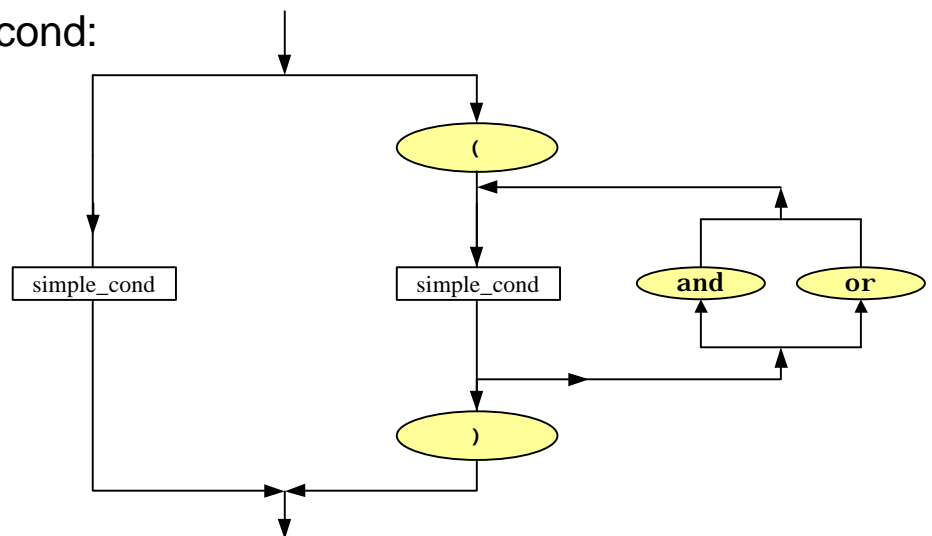 cond:
(
simple_cond
simple_cond
and
or
)